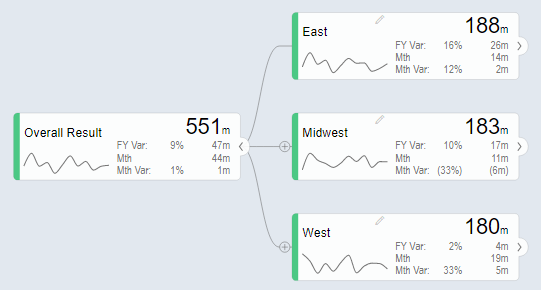 East 188m
FY Var: 16% 26m
Mth 14m
Mth Var: 12% 2m
Overall Result 551m
FY Var: 9% 47m
Mth 44m
Mth Var: 1% 1m
Midwest 183m
FY Var: 10% 17m
Mth 11m
Mth Var: (33%) (6m)
West 180m
FY Var: 2% 4m
Mth 19m
Mth Var: 33% 5m